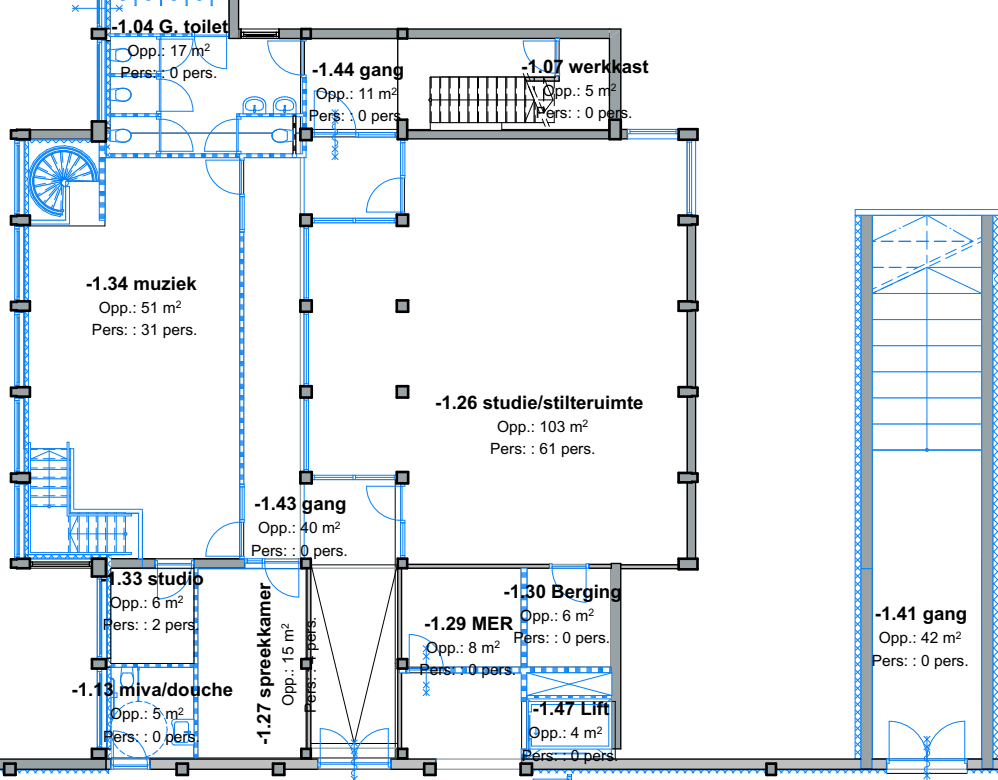 -1.04 G. toilet
Opp.: 17 m²
Pers: : 0 pers.
-1.44 gang
Opp.: 11 m²
Pers: : 0 pers.
-1.07 werkkast
Opp.: 5 m²
Pers: : 0 pers.
-1.34 muziek
Opp.: 51 m²
Pers: : 31 pers.
-1.26 studie/stilteruimte
Opp.: 103 m²
Pers: : 61 pers.
-1.43 gang
Opp.: 40 m²
Pers: : 0 pers.
-1.33 studio
Opp.: 6 m²
Pers: : 2 pers.
-1.27 spreekkamer
Opp.: 15 m²
pers.
-1.29 MER
Opp.: 8 m²
Pers: : 0 pers.
-1.30 Berging
Opp.: 6 m²
Pers: : 0 pers.
-1.41 gang
Opp.: 42 m²
Pers: : 0 pers.
-1.13 miva/douche
Opp.: 5 m²
Pers: : 0 pers.
-1.47 Lift
Opp.: 4 m²
Pers: : 0 pers.